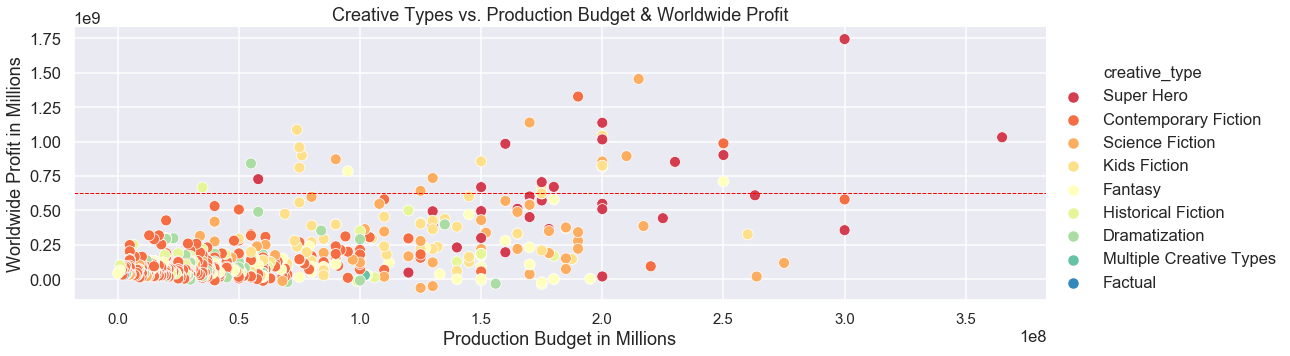 Creative Types vs. Production Budget & Worldwide Profit
1e9
1.75
1.50
1.25
1.00
0.75
0.50
0.25
0.00
Worldwide Profit in Millions
0.0 0.5 1.0 1.5 2.0 2.5 3.0 3.5
1e8
Production Budget in Millions
creative_type
Super Hero
Contemporary Fiction
Science Fiction
Kids Fiction
Fantasy
Historical Fiction
Dramatization
Multiple Creative Types
Factual